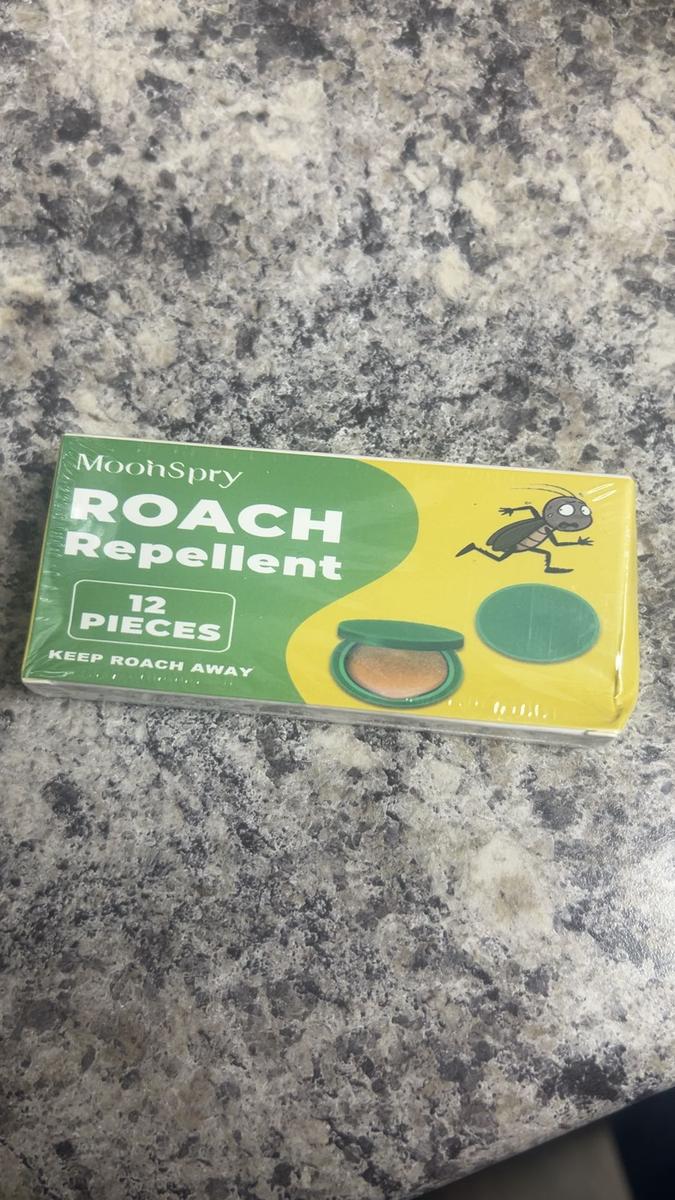 MoonSpry
ROACH
Repellent
12
PIECES
KEEP ROACH AWAY